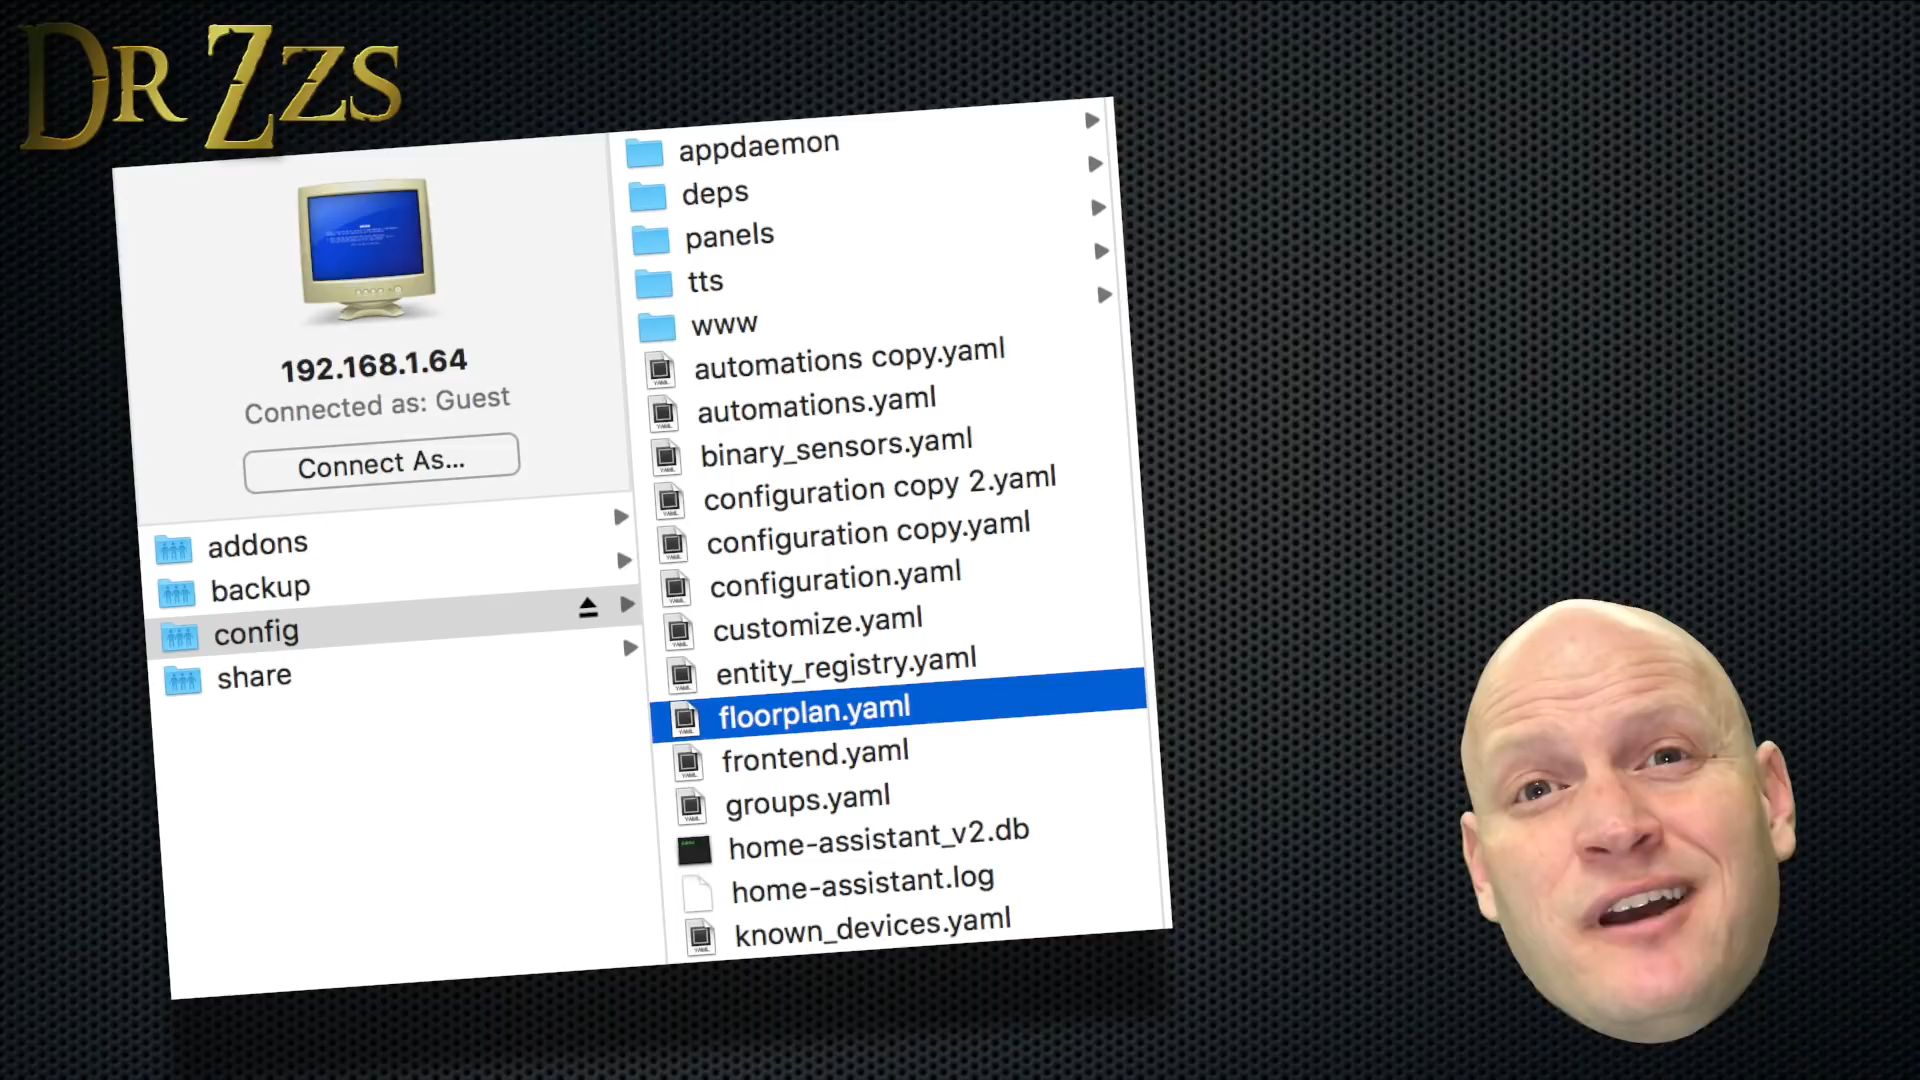 DR ZZS
192.168.1.64
Connected as: Guest
Connect As...
addons
backup
config
share
appdaemon
deps
panels
tts
www
automations copy.yaml
automations.yaml
binary_sensors.yaml
configuration copy 2.yaml
configuration copy.yaml
configuration.yaml
customize.yaml
entity_registry.yaml
floorplan.yaml
frontend.yaml
groups.yaml
home-assistant_v2.db
home-assistant.log
known_devices.yaml